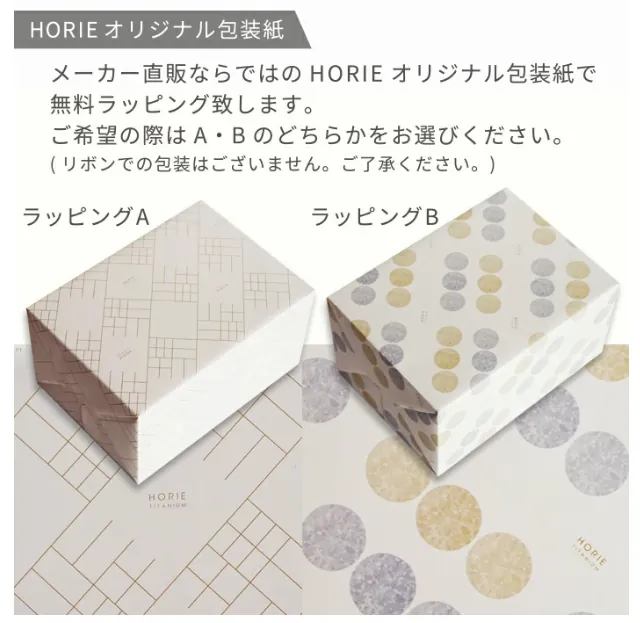 HORIE オリジナル包装紙
メーカー直販ならではの HORIE オリジナル包装紙で
無料ラッピング致します。
ご希望の際は A・B のどちらかをお選びください。
( リボンでの包装はございません。ご了承ください。)
ラッピングA
ラッピングB
HORIE
TITANIUM
HORIE
TITANIUM